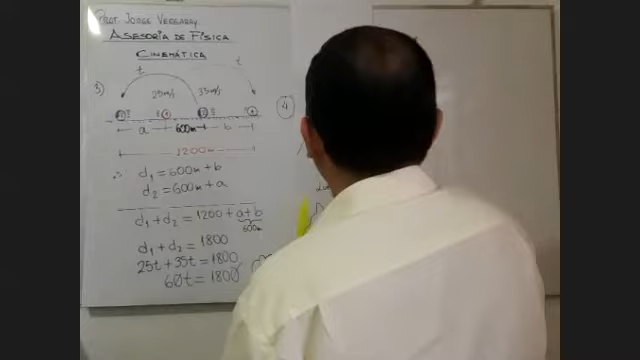 PROF. JORGE VERGARAY
ASESORÍA DE FÍSICA
CINEMÁTICA
t t
3) 25m/s 35m/s 4
a 600m b
1200m
∴ d₁ = 600m + b
d₂ = 600m + a
d₁ + d₂ = 1200 + a + b
600m
d₁ + d₂ = 1800
25t + 35t = 1800
60t = 1800